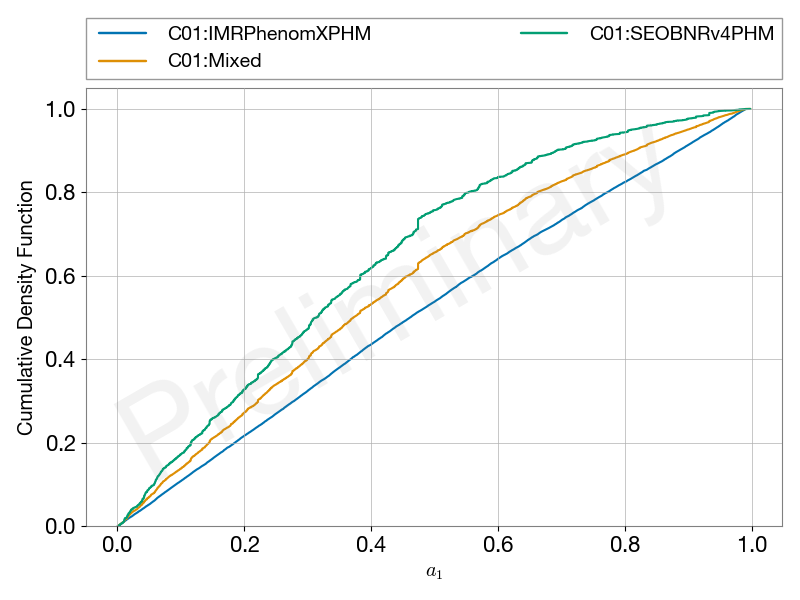 C01:IMRPhenomXPHM
C01:Mixed
C01:SEOBNRv4PHM
Preliminary
Cumulative Density Function
1.0
0.8
0.6
0.4
0.2
0.0
0.0 0.2 0.4 0.6 0.8 1.0
a₁